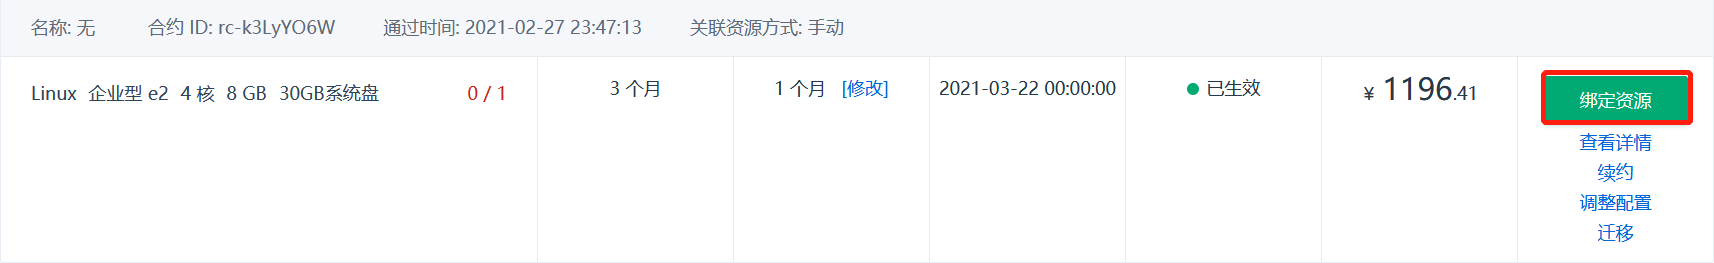 名称: 无 合约 ID: rc-k3LyYO6W 通过时间: 2021-02-27 23:47:13 关联资源方式: 手动
Linux 企业型 e2 4 核 8 GB 30GB系统盘 0 / 1 3 个月 1 个月 [修改] 2021-03-22 00:00:00 已生效 ¥ 1196.41 绑定资源
查看详情
续约
调整配置
迁移